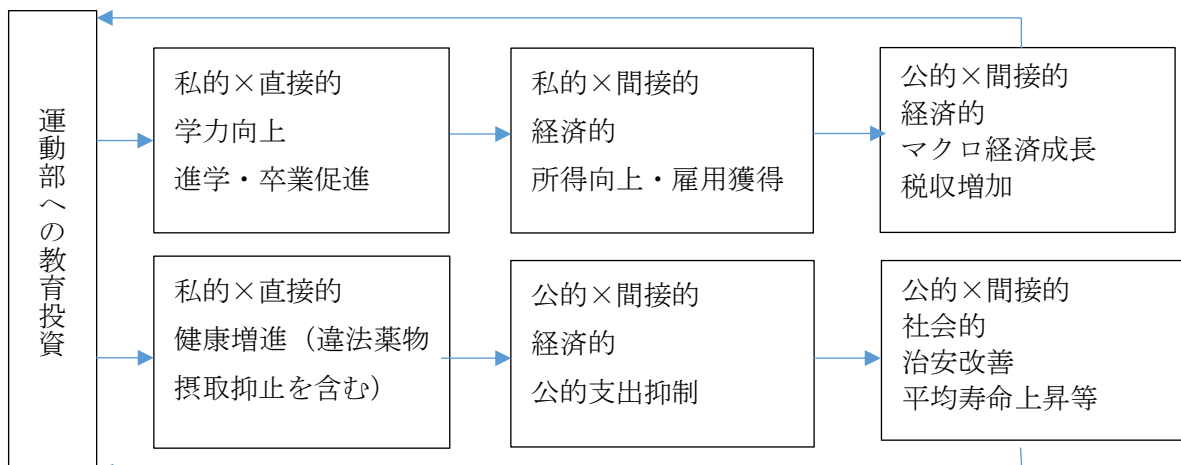 運動部への教育投資
私的×直接的
学力向上
進学・卒業促進
私的×間接的
経済的
所得向上・雇用獲得
公的×間接的
経済的
マクロ経済成長
税収増加
私的×直接的
健康増進（違法薬物
摂取抑止を含む）
公的×間接的
経済的
公的支出抑制
公的×間接的
社会的
治安改善
平均寿命上昇等